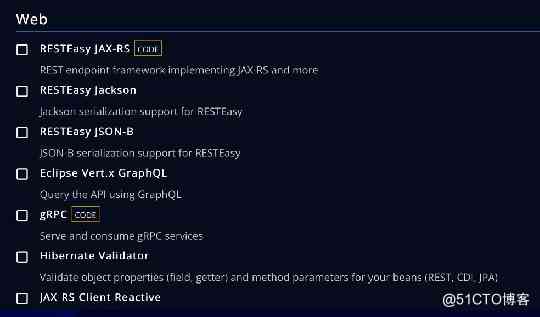 Web
RESTEasy JAX-RS CODE
REST endpoint framework implementing JAX-RS and more
RESTEasy Jackson
Jackson serialization support for RESTEasy
RESTEasy JSON-B
JSON-B serialization support for RESTEasy
Eclipse Vert.x GraphQL
Query the API using GraphQL
gRPC CODE
Serve and consume gRPC services
Hibernate Validator
Validate object properties (field, getter) and method parameters for your beans (REST, CDI, JPA)
JAX RS Client Reactive
@51CTO博客